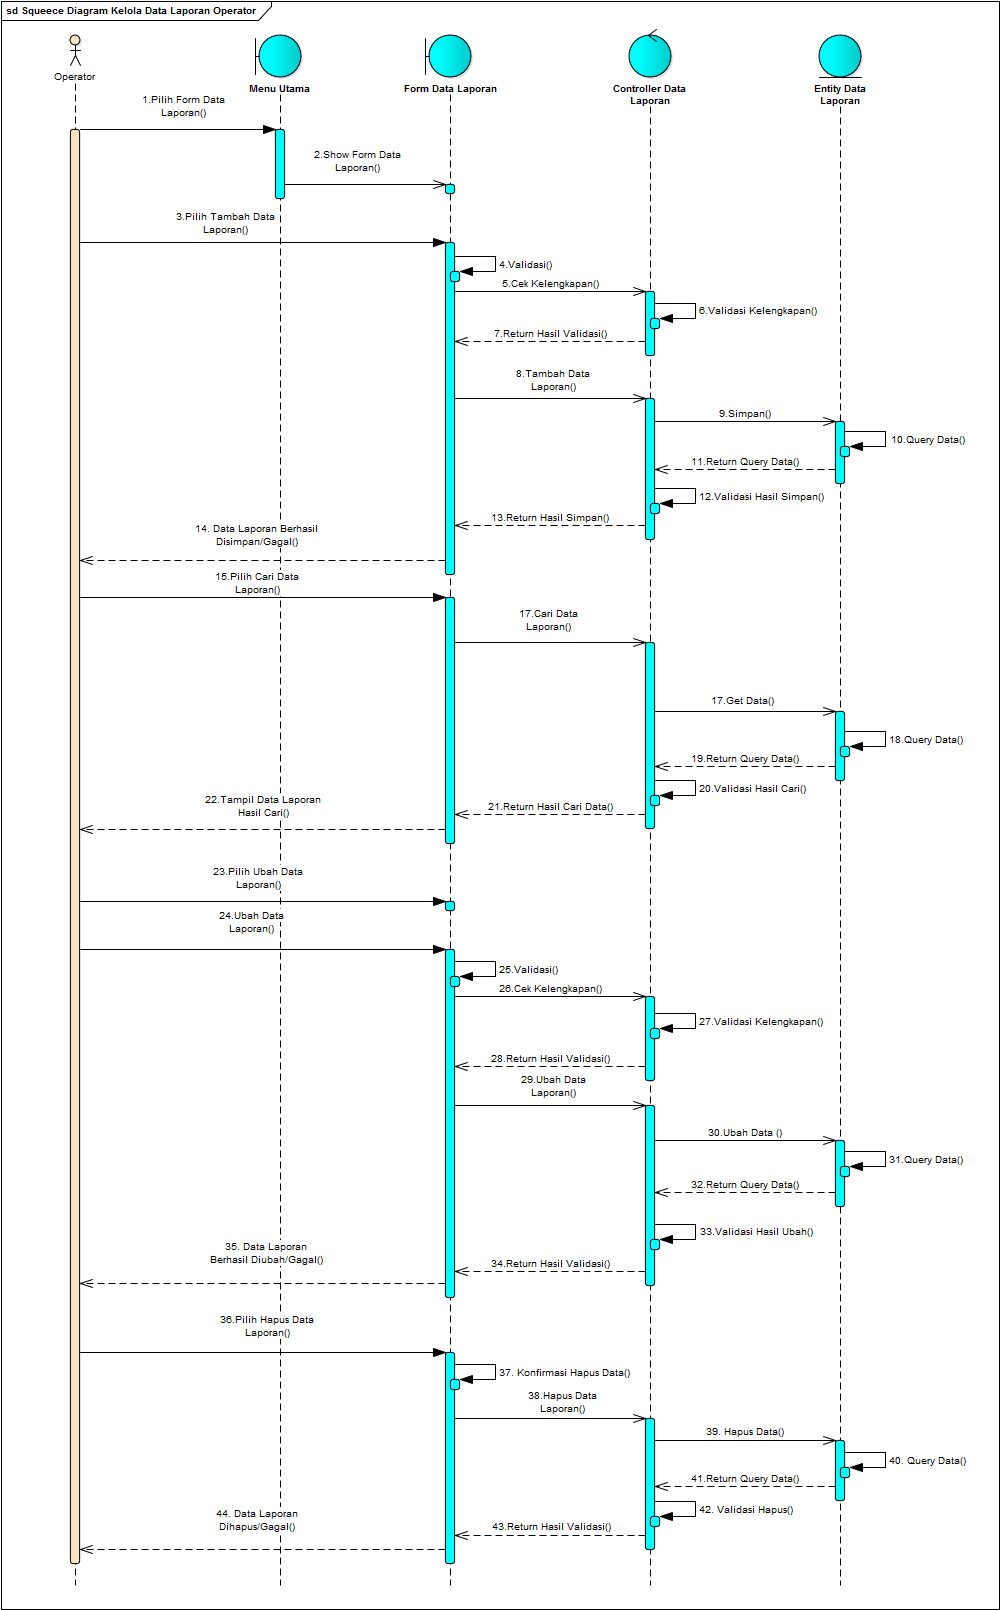 sd Squeece Diagram Kelola Data Laporan Operator
Operator
Menu Utama
Form Data Laporan
Controller Data
Laporan
Entity Data
Laporan
1.Pilih Form Data
Laporan()
2.Show Form Data
Laporan()
3.Pilih Tambah Data
Laporan()
4.Validasi()
5.Cek Kelengkapan()
6.Validasi Kelengkapan()
7.Return Hasil Validasi()
8.Tambah Data
Laporan()
9.Simpan()
10.Query Data()
11.Return Query Data()
12.Validasi Hasil Simpan()
13.Return Hasil Simpan()
14. Data Laporan Berhasil
Disimpan/Gagal()
15.Pilih Cari Data
Laporan()
17.Cari Data
Laporan()
17.Get Data()
18.Query Data()
19.Return Query Data()
20.Validasi Hasil Cari()
21.Return Hasil Cari Data()
22.Tampil Data Laporan
Hasil Cari()
23.Pilih Ubah Data
Laporan()
24.Ubah Data
Laporan()
25.Validasi()
26.Cek Kelengkapan()
27.Validasi Kelengkapan()
28.Return Hasil Validasi()
29.Ubah Data
Laporan()
30.Ubah Data ()
31.Query Data()
32.Return Query Data()
33.Validasi Hasil Ubah()
34.Return Hasil Validasi()
35. Data Laporan
Berhasil Diubah/Gagal()
36.Pilih Hapus Data
Laporan()
37. Konfirmasi Hapus Data()
38.Hapus Data
Laporan()
39. Hapus Data()
40. Query Data()
41.Return Query Data()
42. Validasi Hapus()
43.Return Hasil Validasi()
44. Data Laporan
Dihapus/Gagal()